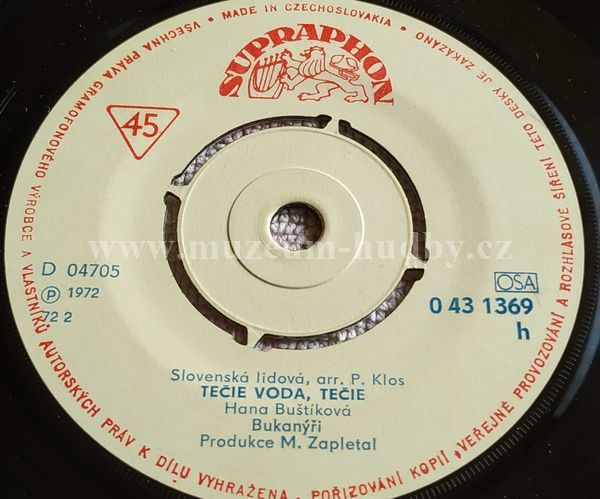 VŠECHNA PRÁVA GRAMOFONOVÉHO VÝROBCE A VLASTNÍKŮ AUTORSKÝCH PRÁV K DÍLU VYHRAŽENA • POŘIZOVÁNÍ KOPIÍ, VEŘEJNÉ PROVOZOVÁNÍ A ROZHLASOVÉ ŠÍŘENÍ TÉTO DESKY JE ZAKÁZÁNO • MADE IN CZECHOSLOVAKIA •
SUPRAPHON
45
www.muzeum-hudby.cz
D 04705
Ⓟ 1972
72 2
OSA
0 43 1369
h
Slovenská lidová, arr. P. Klos
TEČIE VODA, TEČIE
Hana Buštíková
Bukanýři
Produkce M. Zapletal